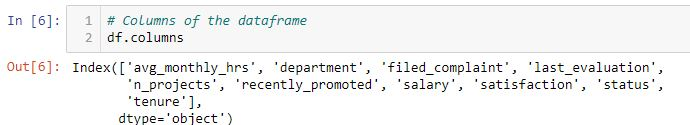 In [6]: 1 # Columns of the dataframe
2 df.columns
Out[6]: Index(['avg_monthly_hrs', 'department', 'filed_complaint', 'last_evaluation',
'n_projects', 'recently_promoted', 'salary', 'satisfaction', 'status',
'tenure'],
dtype='object')